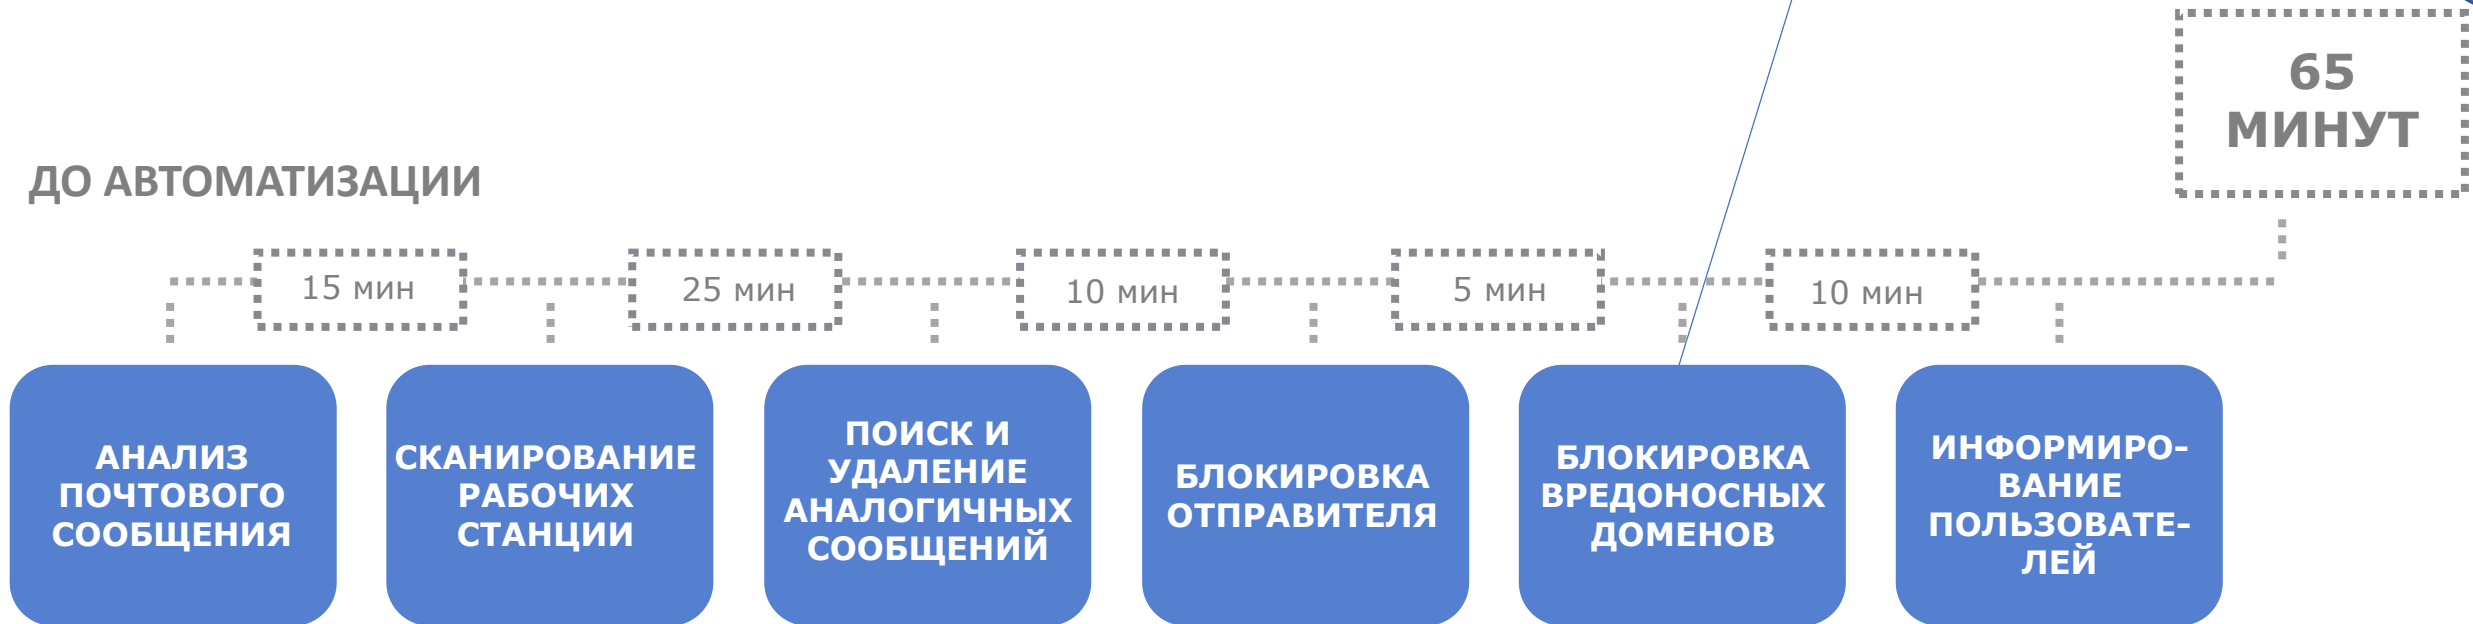 65
МИНУТ
ДО АВТОМАТИЗАЦИИ
15 мин
25 мин
10 мин
5 мин
10 мин
АНАЛИЗ
ПОЧТОВОГО
СООБЩЕНИЯ
СКАНИРОВАНИЕ
РАБОЧИХ
СТАНЦИИ
ПОИСК И
УДАЛЕНИЕ
АНАЛОГИЧНЫХ
СООБЩЕНИЙ
БЛОКИРОВКА
ОТПРАВИТЕЛЯ
БЛОКИРОВКА
ВРЕДОНОСНЫХ
ДОМЕНОВ
ИНФОРМИРО-
ВАНИЕ
ПОЛЬЗОВАТЕ-
ЛЕЙ